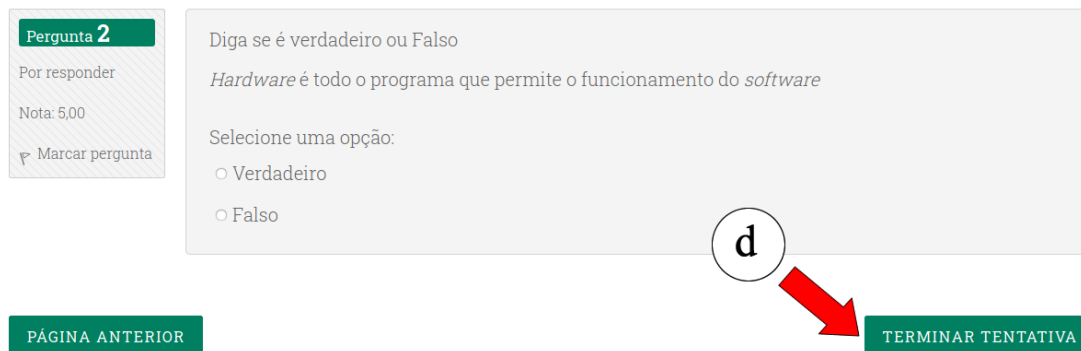 Pergunta 2
Por responder
Nota: 5,00
Marcar pergunta
Diga se é verdadeiro ou Falso
Hardware é todo o programa que permite o funcionamento do software
Selecione uma opção:
Verdadeiro
Falso
d
PÁGINA ANTERIOR
TERMINAR TENTATIVA